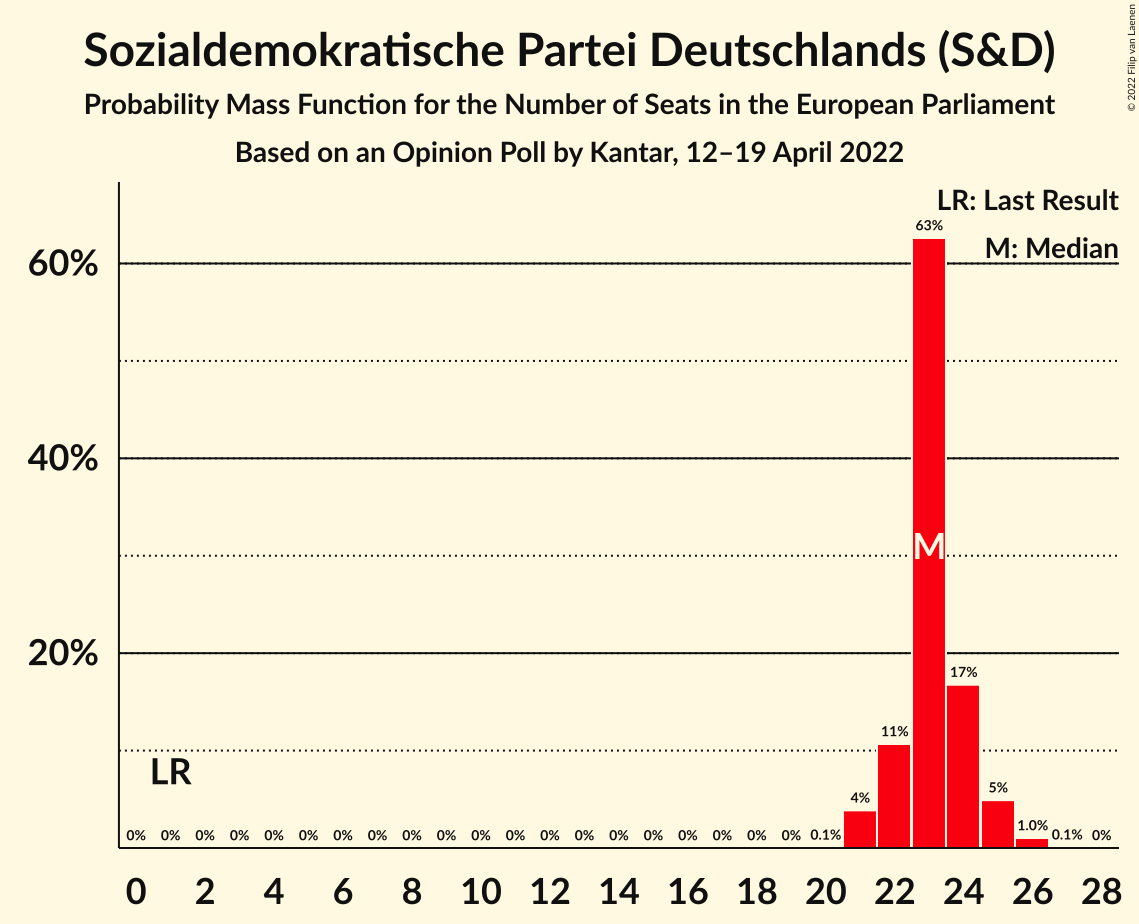 Sozialdemokratische Partei Deutschlands (S&D)
Probability Mass Function for the Number of Seats in the European Parliament
Based on an Opinion Poll by Kantar, 12–19 April 2022
© 2022 Filip van Laenen
LR: Last Result
M: Median
63%
60%
40%
M
20%
17%
11%
LR
4%
5%
0% 0% 0% 0% 0% 0% 0% 0% 0% 0% 0% 0% 0% 0% 0% 0% 0% 0% 0% 0% 0.1% 1.0% 0.1% 0%
0 2 4 6 8 10 12 14 16 18 20 22 24 26 28